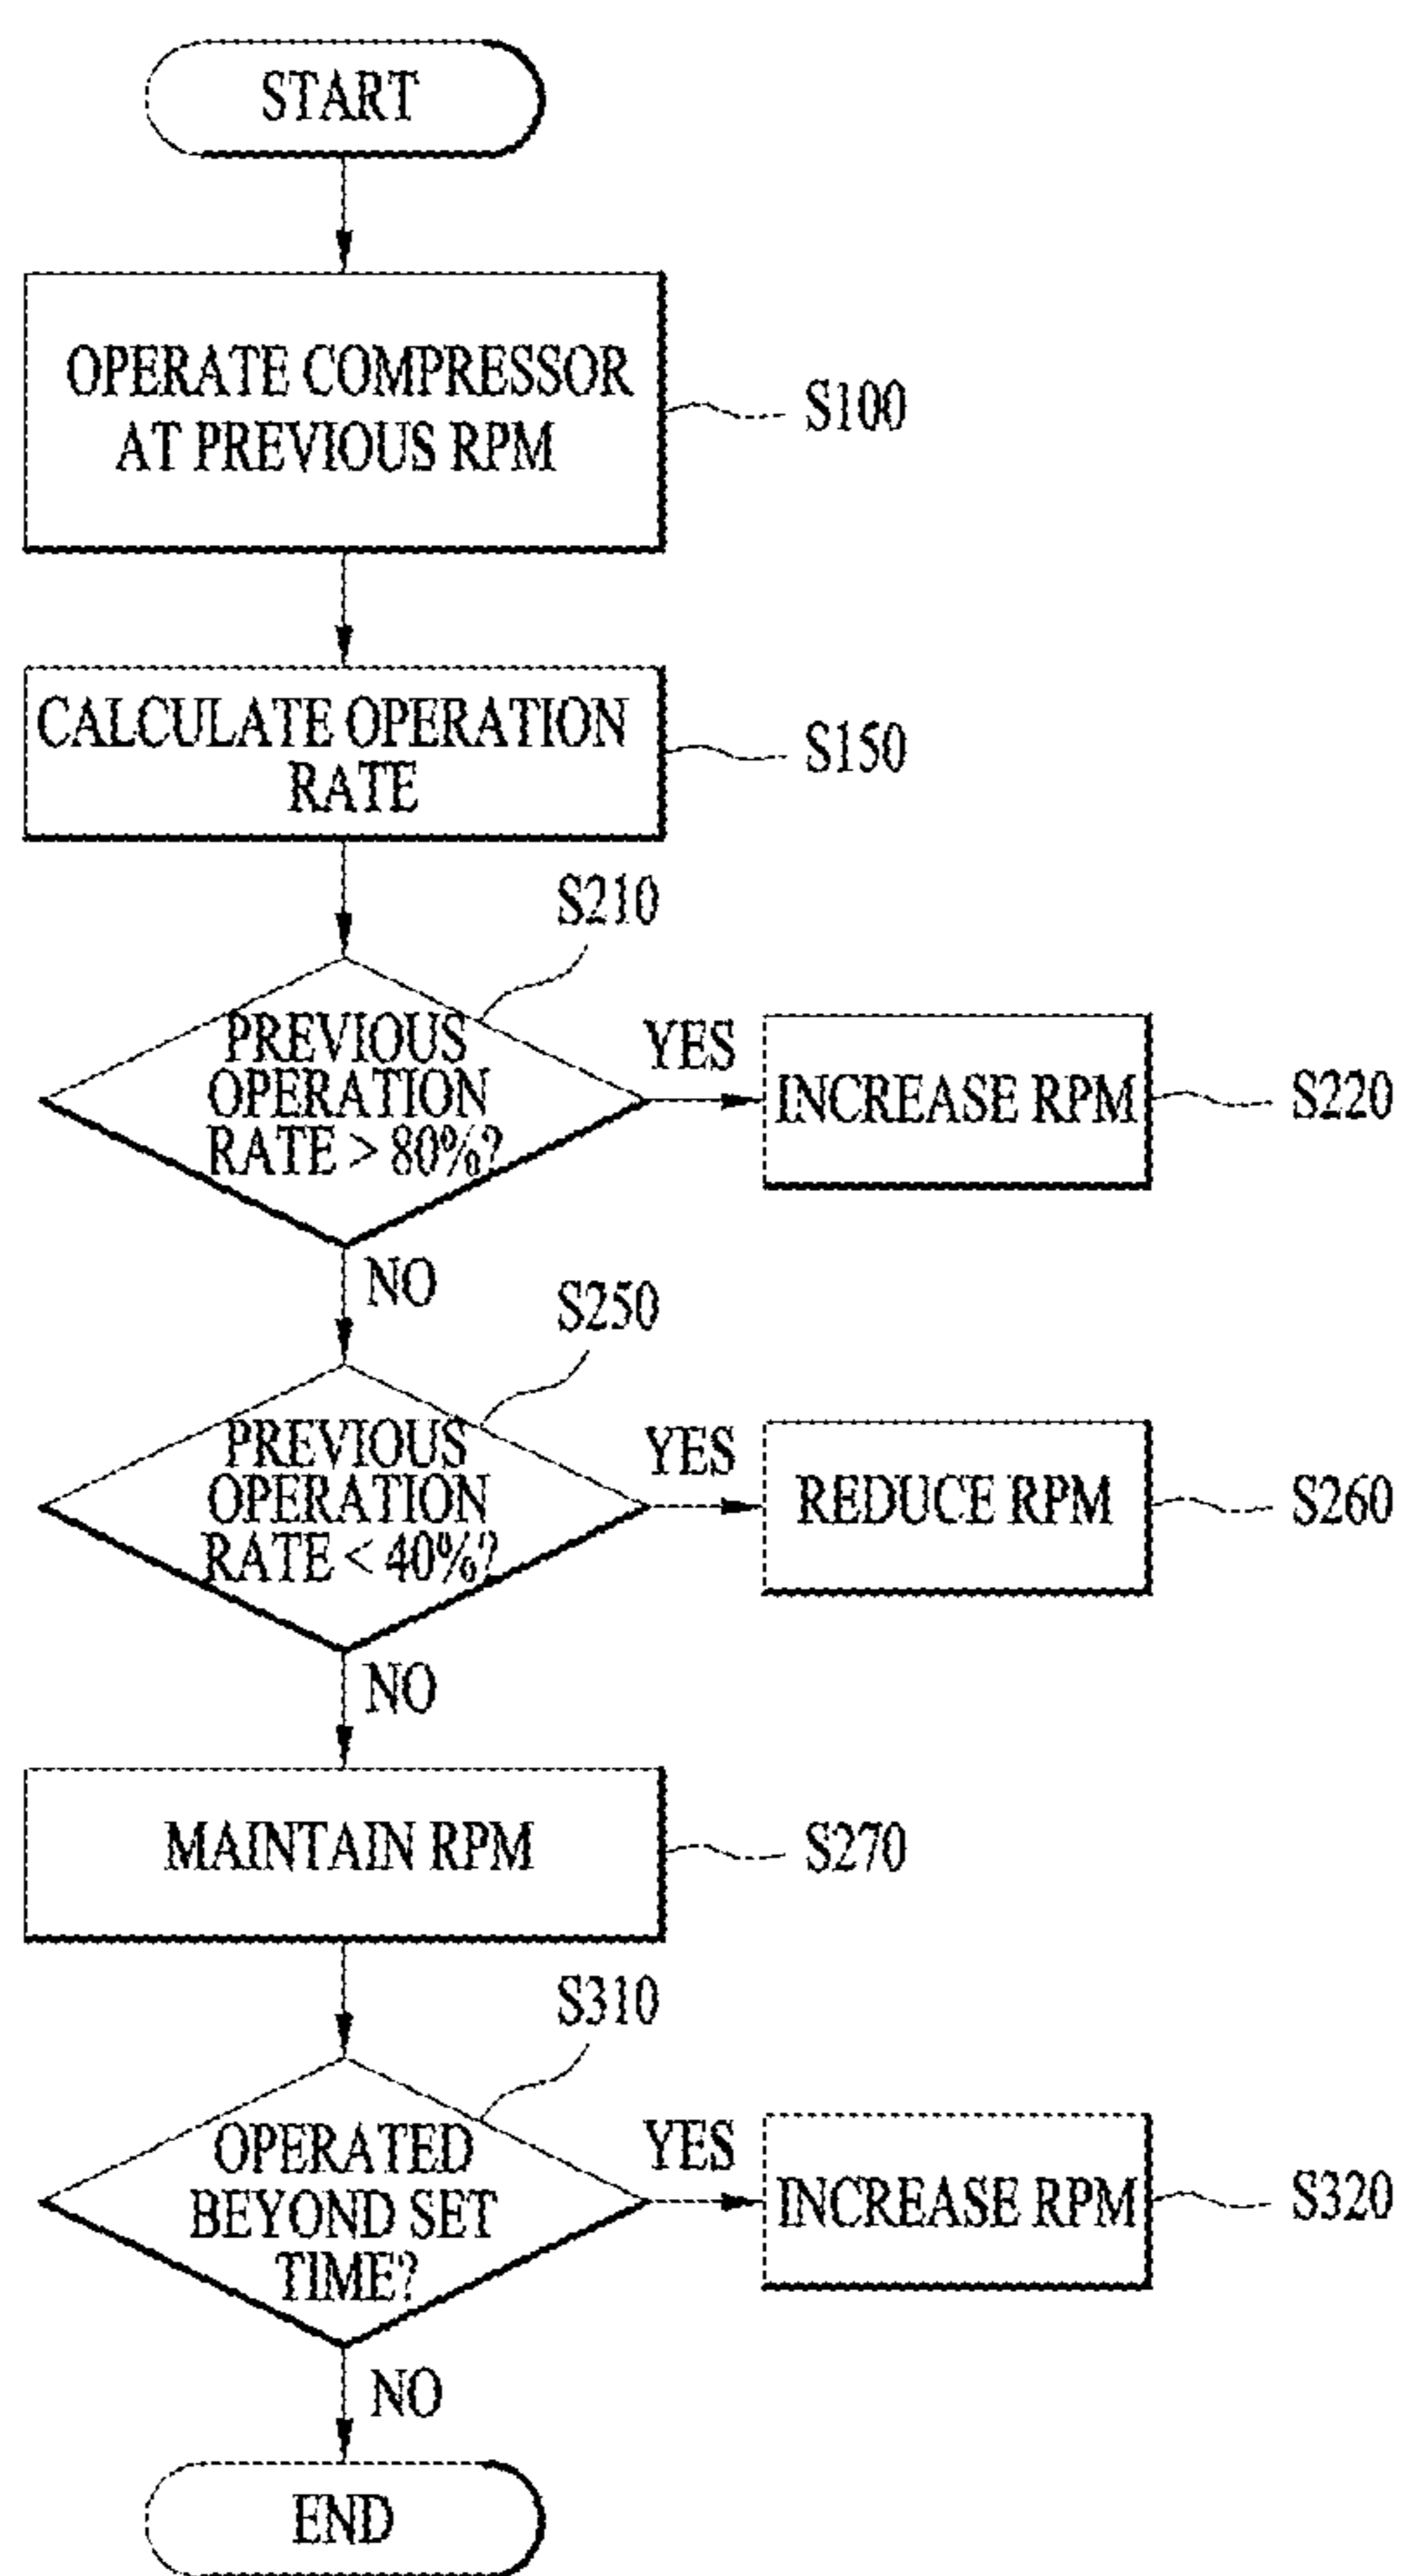 START
OPERATE COMPRESSOR
AT PREVIOUS RPM
S100
CALCULATE OPERATION
RATE
S150
S210
PREVIOUS
OPERATION
RATE > 80%?
YES
INCREASE RPM
S220
NO
S250
PREVIOUS
OPERATION
RATE < 40%?
YES
REDUCE RPM
S260
NO
MAINTAIN RPM
S270
S310
OPERATED
BEYOND SET
TIME?
YES
INCREASE RPM
S320
NO
END